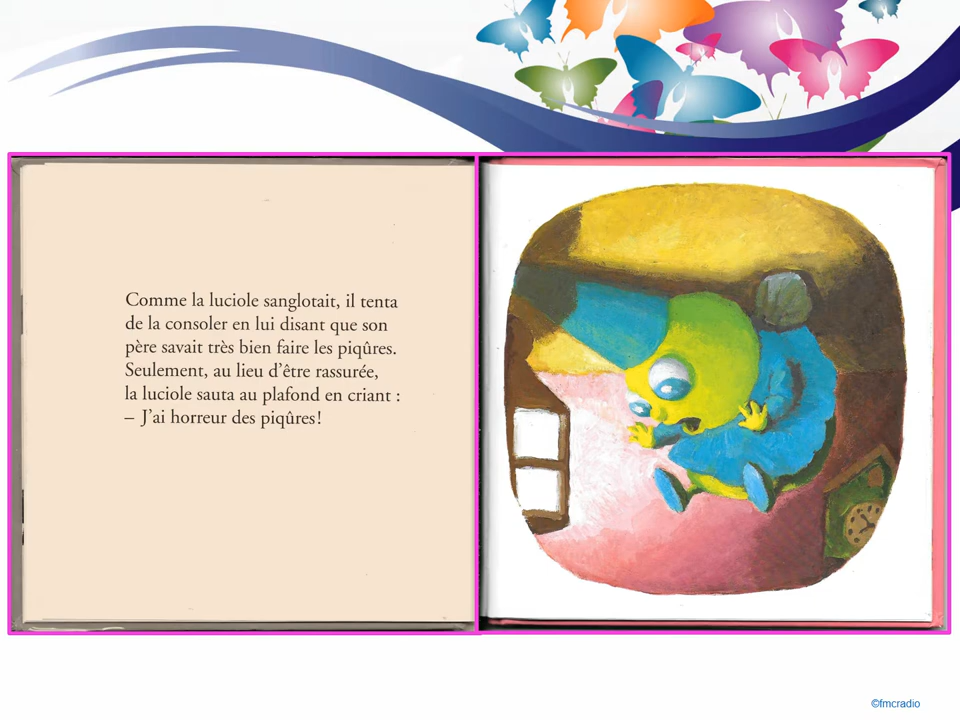 Comme la luciole sanglotait, il tenta
de la consoler en lui disant que son
père savait très bien faire les piqûres.
Seulement, au lieu d'être rassurée,
la luciole sauta au plafond en criant :
– J'ai horreur des piqûres !
©fmcradio